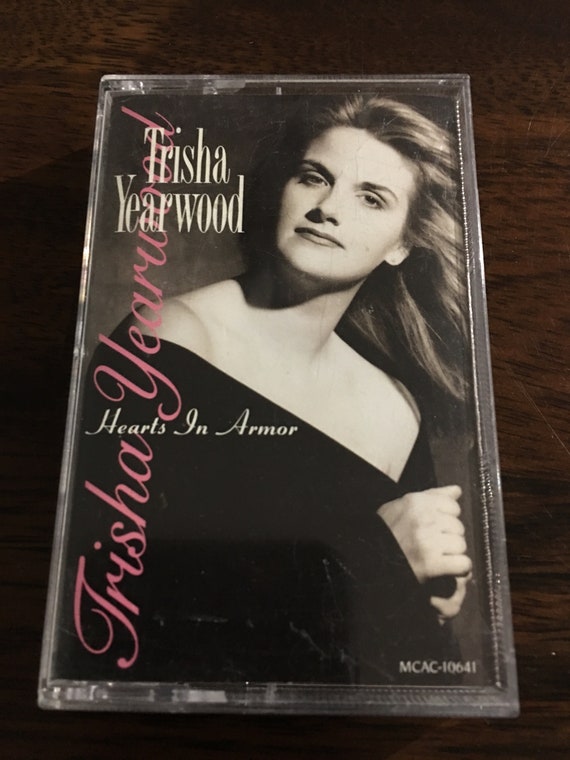 Trisha
Yearwood
Trisha Yearwood
Hearts In Armor
MCAC-10641